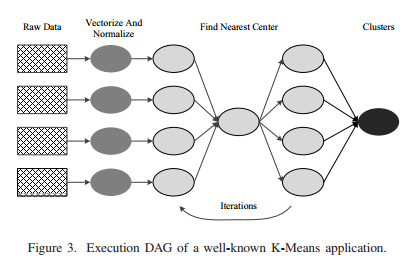 Raw Data
Vectorize And
Normalize
Find Nearest Center
Clusters
Iterations
Figure 3. Execution DAG of a well-known K-Means application.